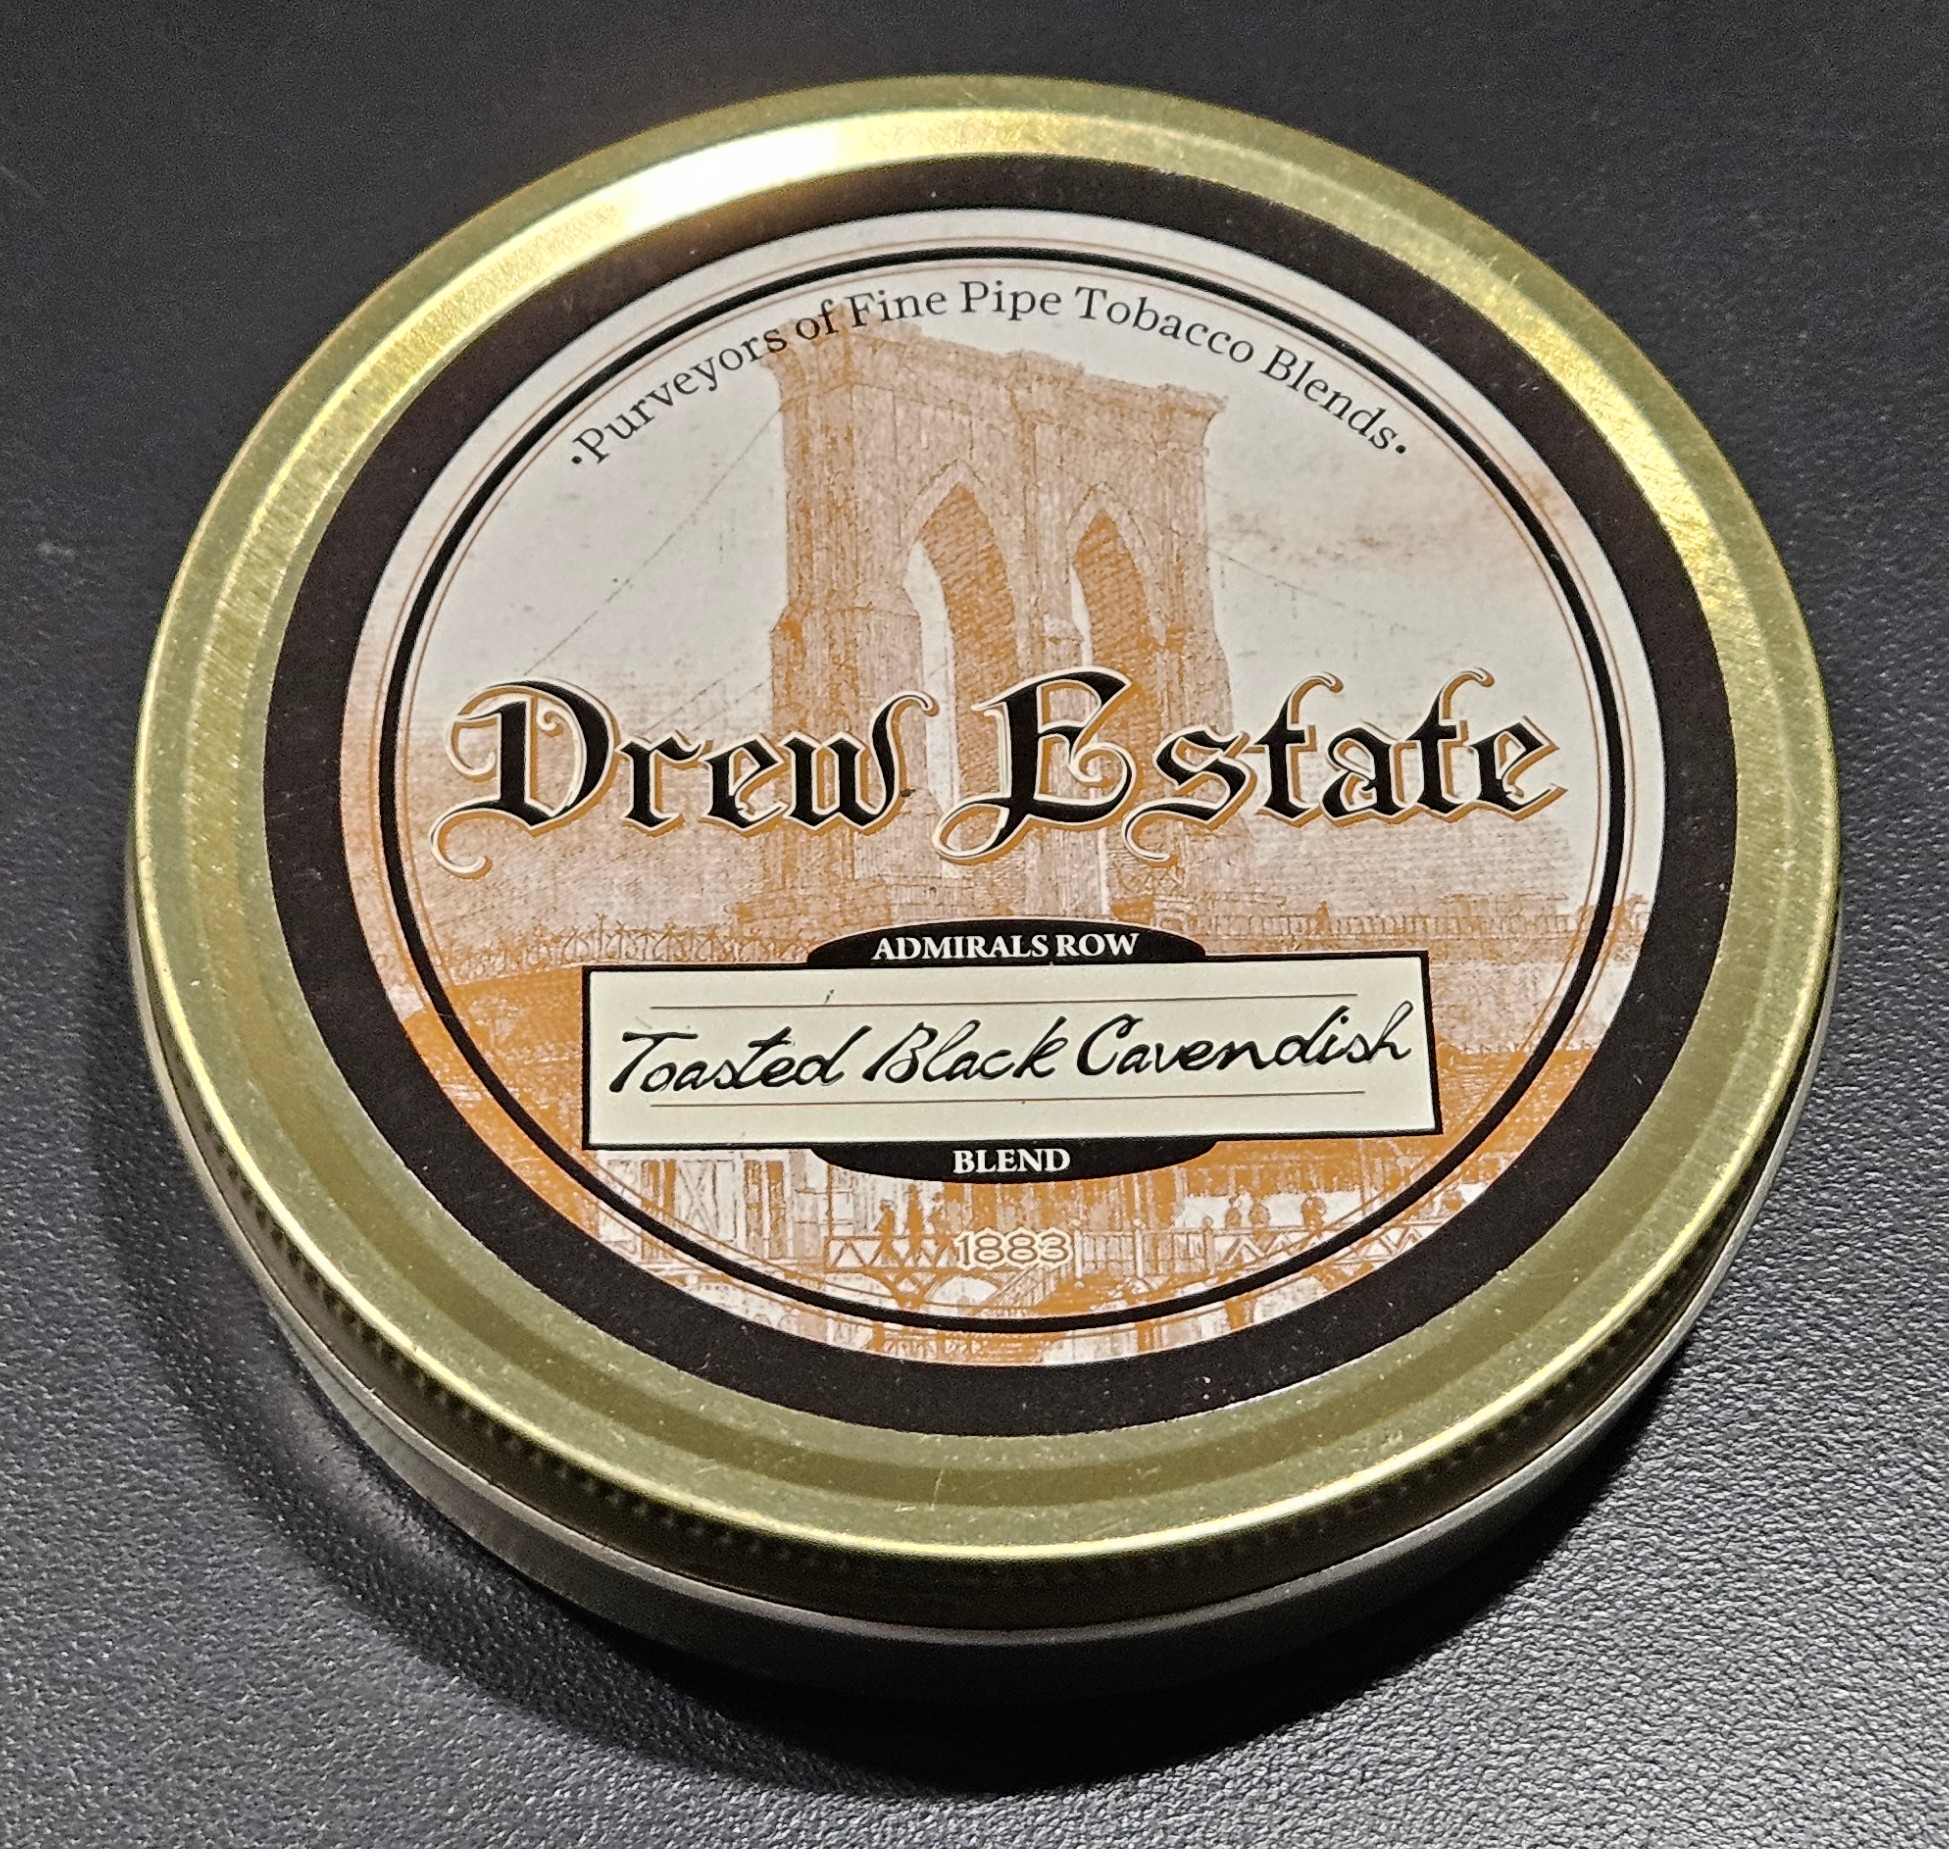 ·Purveyors of Fine Pipe Tobacco Blends·
Drew Estate
ADMIRALS ROW
Toasted Black Cavendish
BLEND
1883